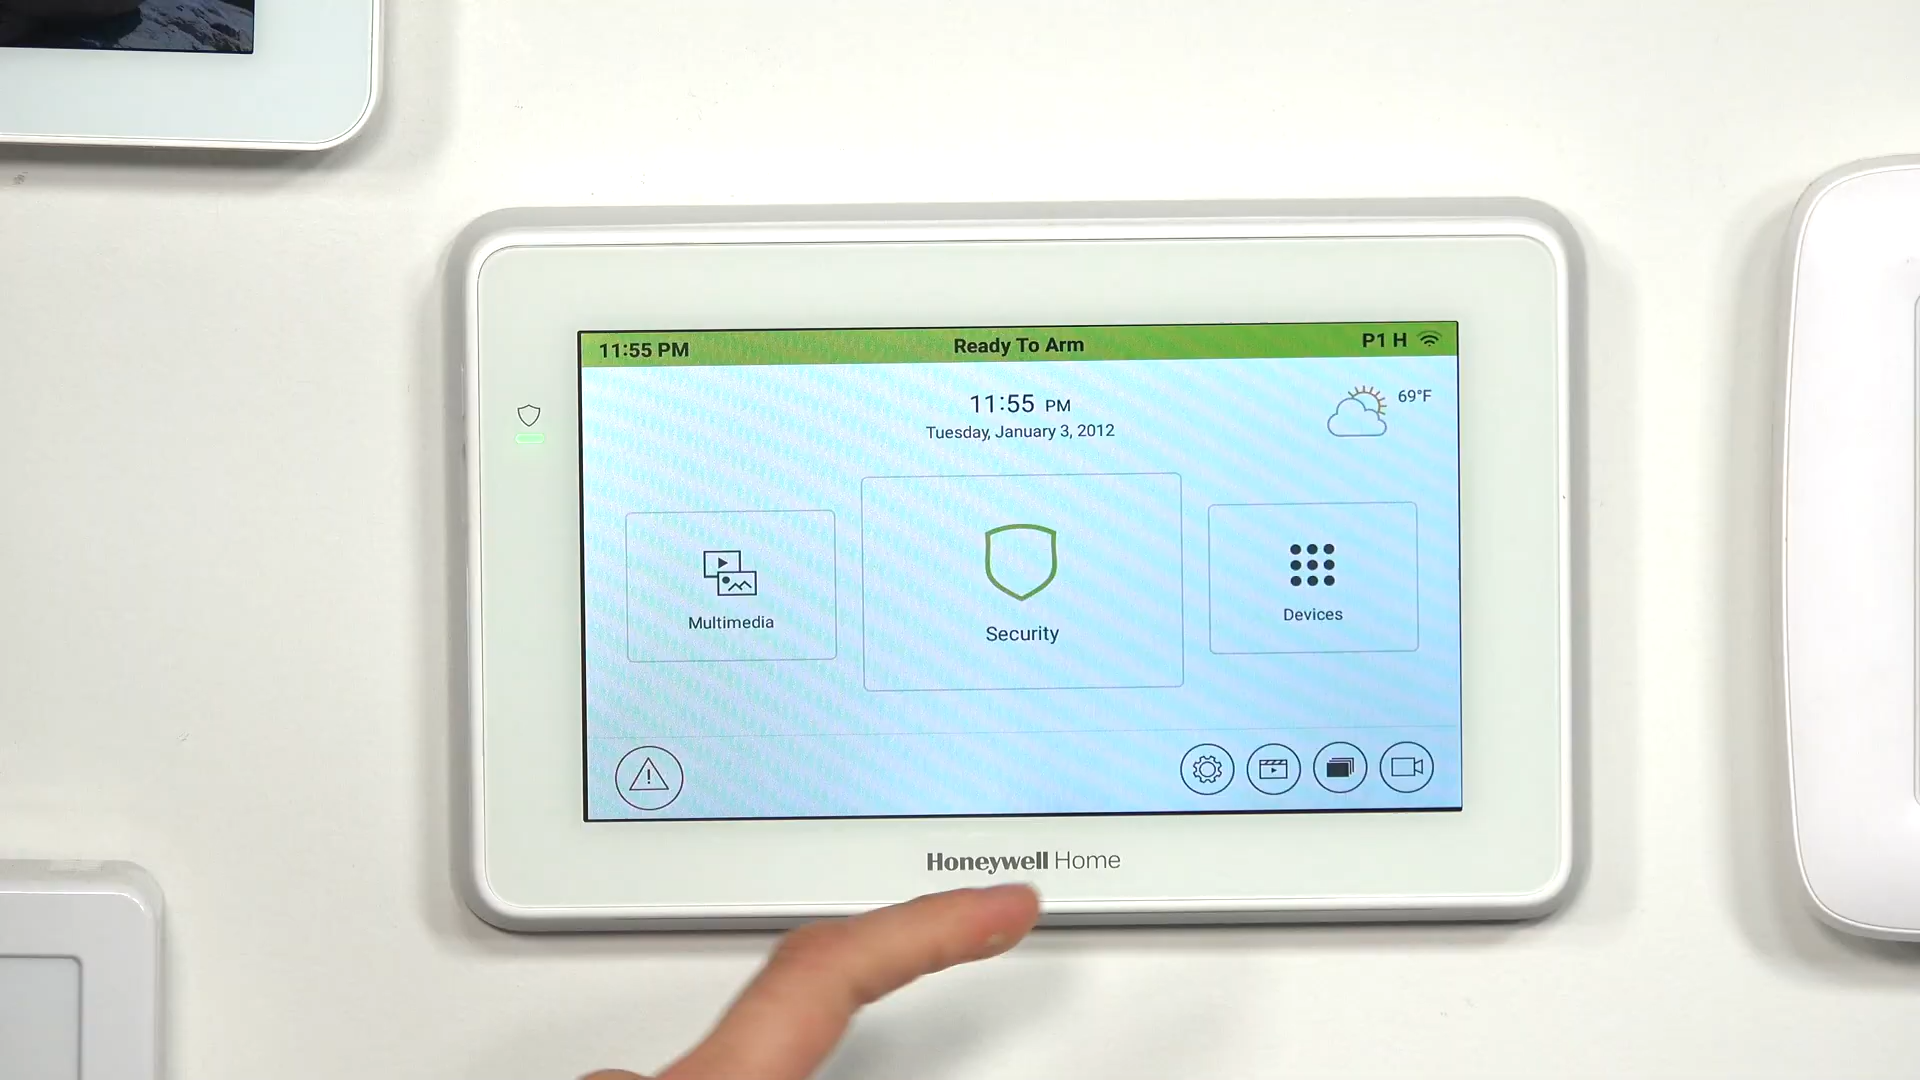 11:55 PM
Ready To Arm
P1 H
11:55 PM
Tuesday, January 3, 2012
69°F
Multimedia
Security
Devices
Honeywell Home